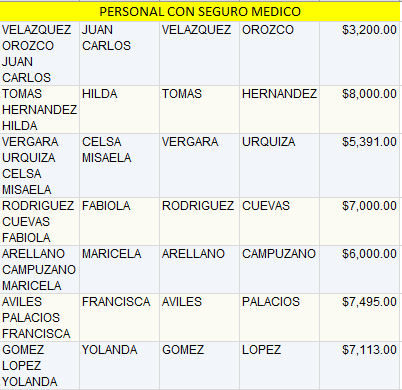 PERSONAL CON SEGURO MEDICO
VELAZQUEZ JUAN VELAZQUEZ OROZCO $3,200.00
OROZCO CARLOS
JUAN
CARLOS
TOMAS HILDA TOMAS HERNANDEZ $8,000.00
HERNANDEZ
HILDA
VERGARA CELSA VERGARA URQUIZA $5,391.00
URQUIZA MISAELA
CELSA
MISAELA
RODRIGUEZ FABIOLA RODRIGUEZ CUEVAS $7,000.00
CUEVAS
FABIOLA
ARELLANO MARICELA ARELLANO CAMPUZANO $6,000.00
CAMPUZANO
MARICELA
AVILES FRANCISCA AVILES PALACIOS $7,495.00
PALACIOS
FRANCISCA
GOMEZ YOLANDA GOMEZ LOPEZ $7,113.00
LOPEZ
YOLANDA